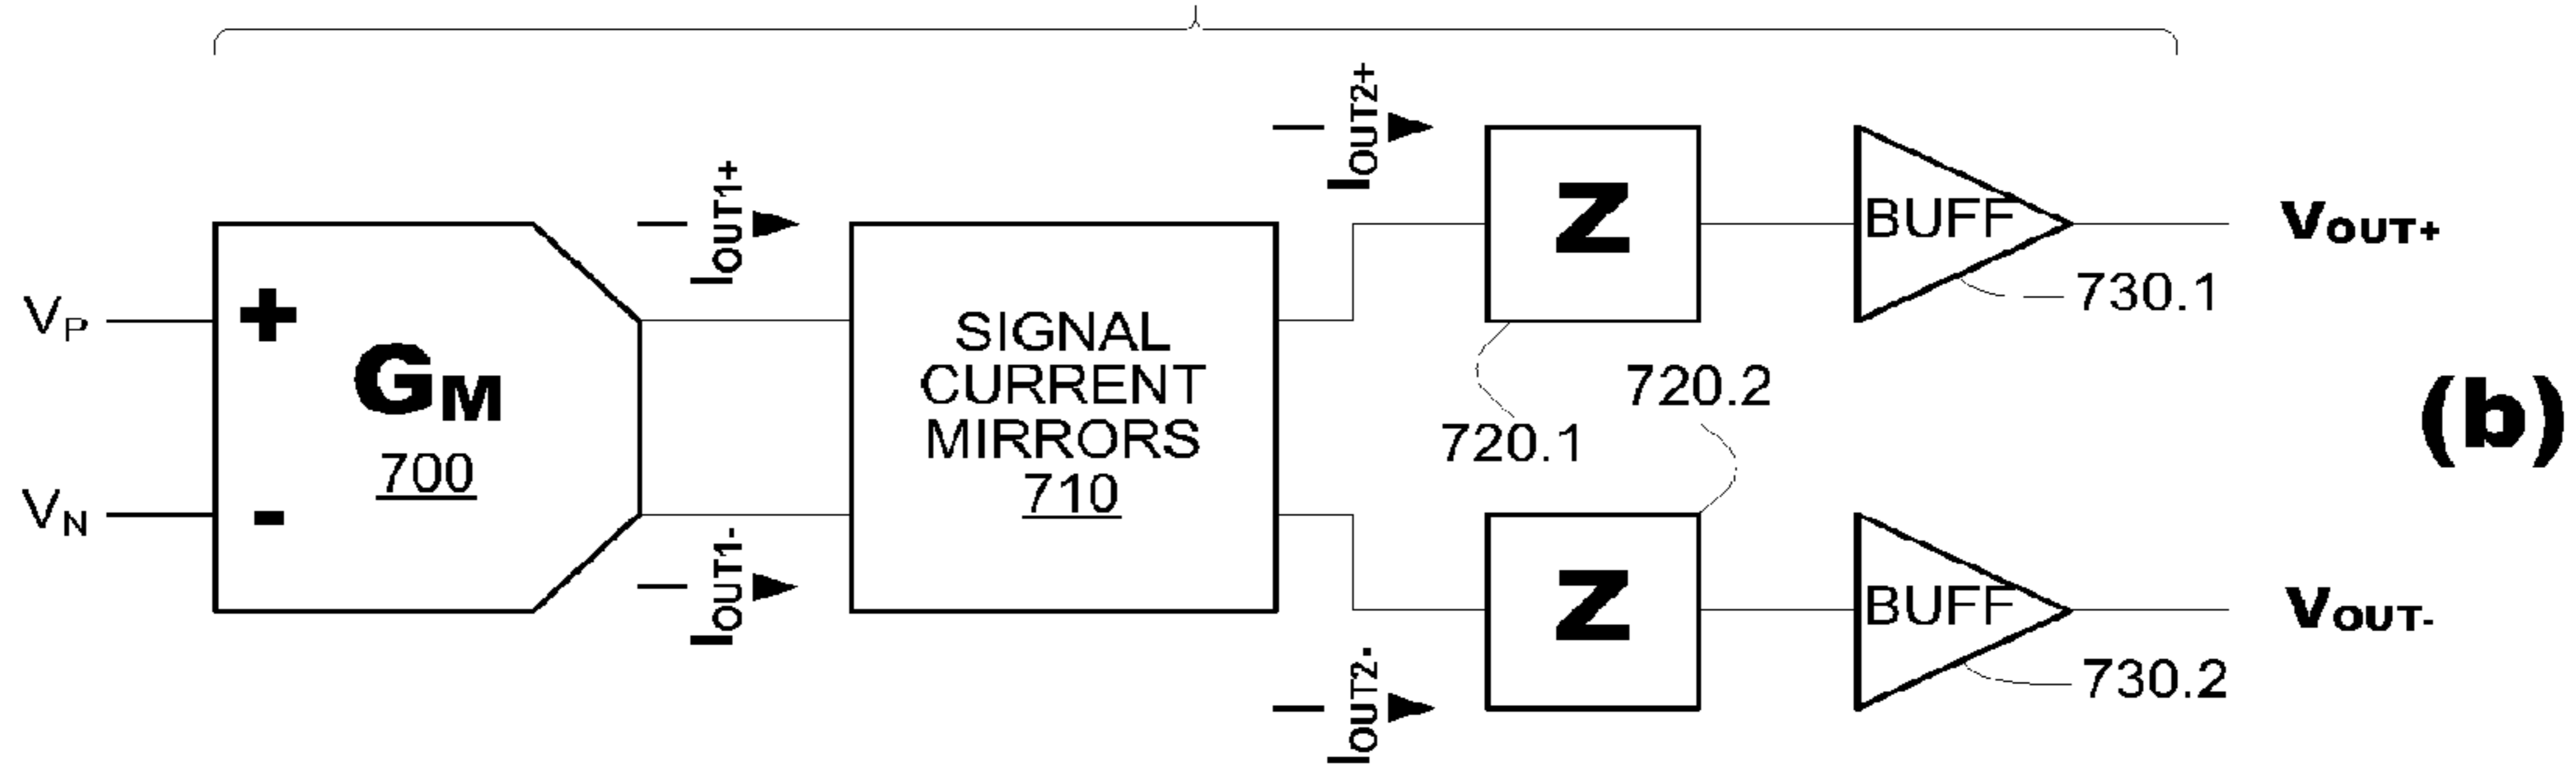 IOUT2+
IOUT1+
Z
BUFF
VOUT+
730.1
VP
+
GM
700
SIGNAL
CURRENT
MIRRORS
710
720.1
720.2
(b)
VN
-
IOUT1-
Z
BUFF
VOUT-
730.2
IOUT2-